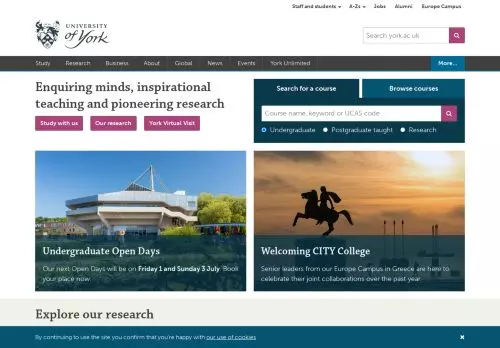 Staff and students A-Zs Jobs Alumni Europe Campus
UNIVERSITY
of York
Search york.ac.uk
Study Research Business About Global News Events York Unlimited More...
Enquiring minds, inspirational
teaching and pioneering research
Study with us Our research York Virtual Visit
Search for a course Browse courses
Course name, keyword or UCAS code
Undergraduate Postgraduate taught Research
Undergraduate Open Days
Our next Open Days will be on Friday 1 and Sunday 3 July. Book
your place now.
Welcoming CITY College
Senior leaders from our Europe Campus in Greece are here to
celebrate their joint collaborations over the past year.
Explore our research
By continuing to use the site you confirm that you're happy with our use of cookies.